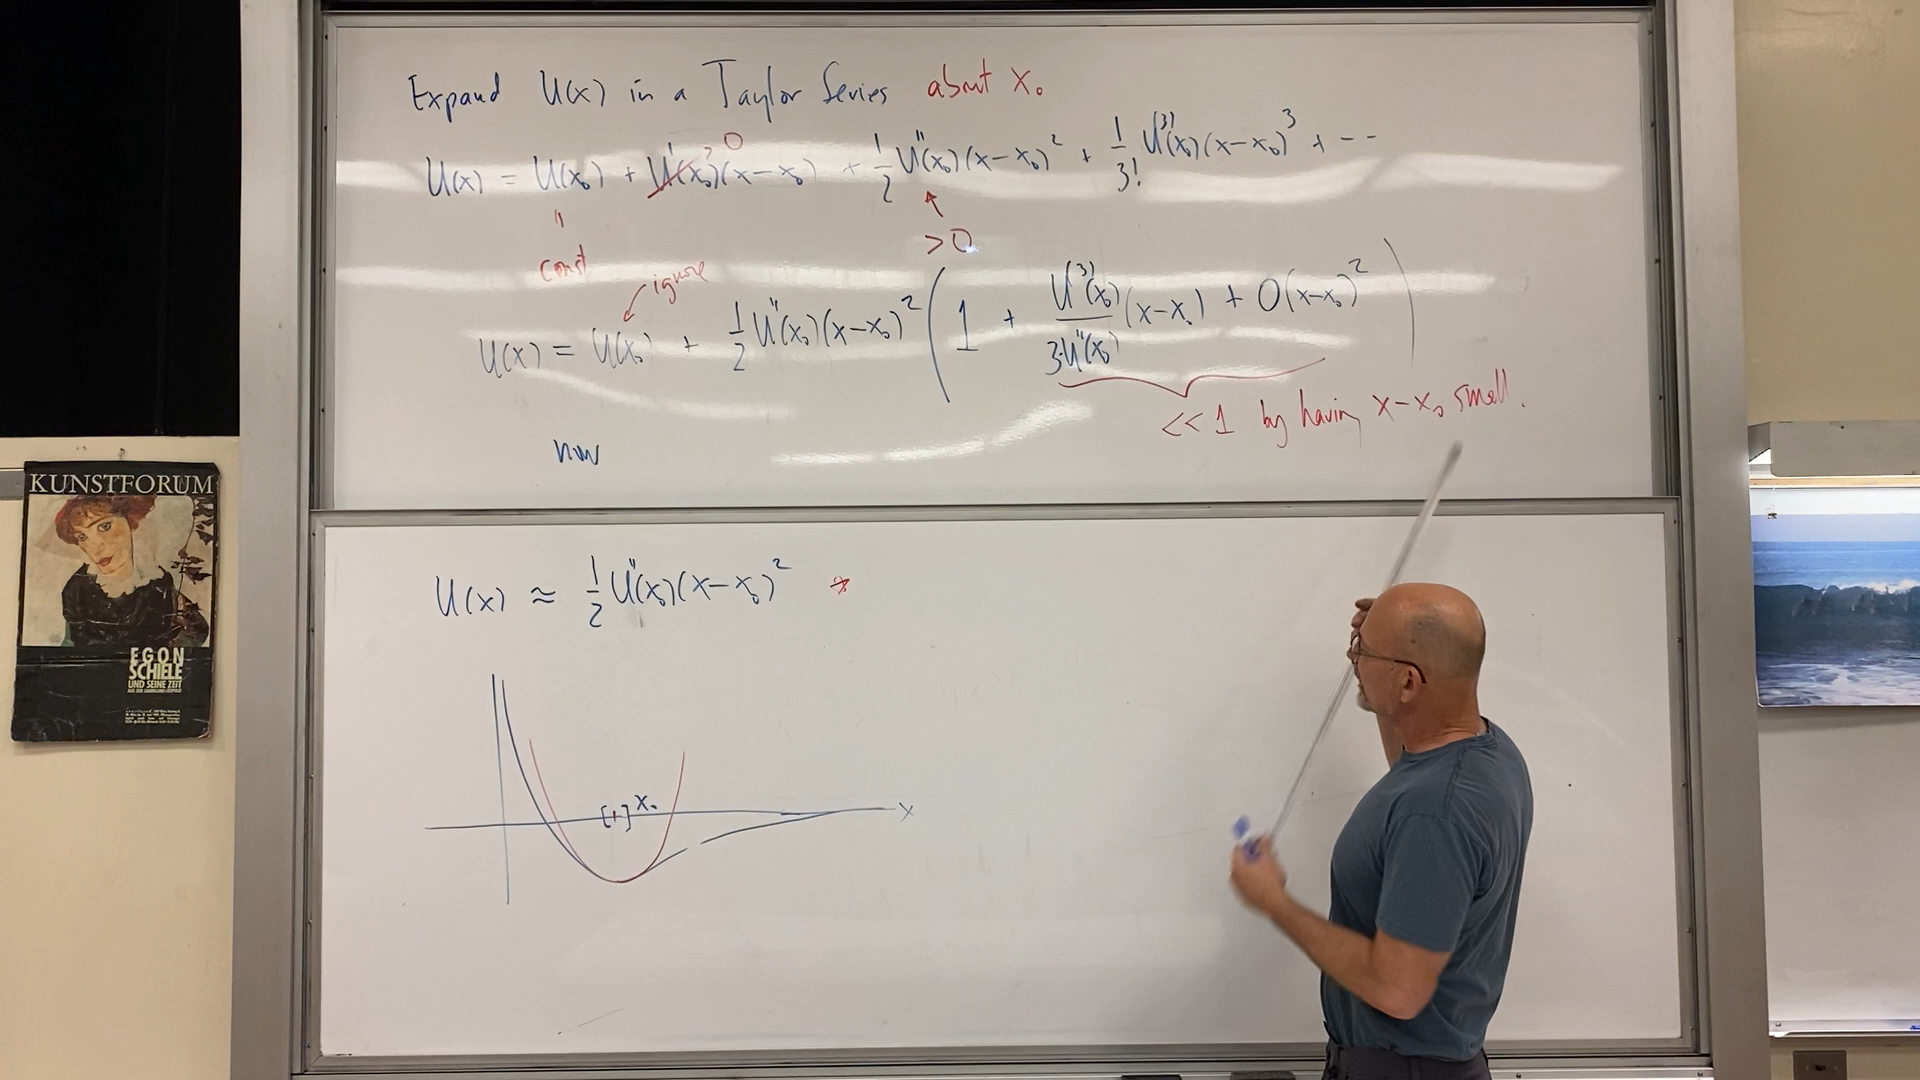 Expand U(x) in a Taylor Series about x₀
U(x) = U(x₀) + U'(x₀)(x-x₀) + 1/2 U''(x₀)(x-x₀)² + 1/3! U⁽³⁾(x₀)(x-x₀)³ + --
0
"
const
>0
ignore
U(x) = U(x₀) + 1/2 U''(x₀)(x-x₀)² (1 + U⁽³⁾(x₀)/3·U''(x₀) (x-x₀) + O(x-x₀)²)
<< 1 by having x-x₀ small.
now
U(x) ≈ 1/2 U''(x₀)(x-x₀)² *
[+] x₀
x
KUNSTFORUM
EGON
SCHIELE
UND SEINE ZEIT